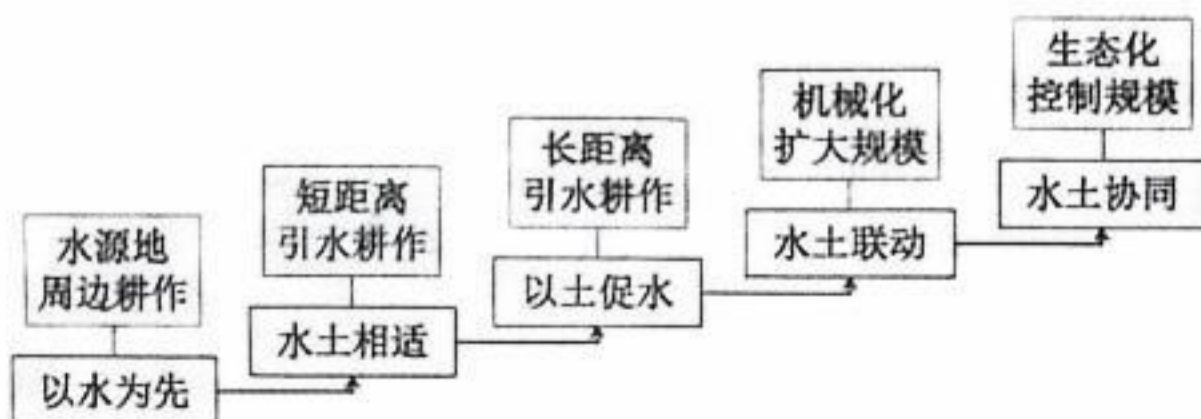 水源地
周边耕作
以水为先
短距离
引水耕作
水土相适
长距离
引水耕作
以土促水
机械化
扩大规模
水土联动
生态化
控制规模
水土协同